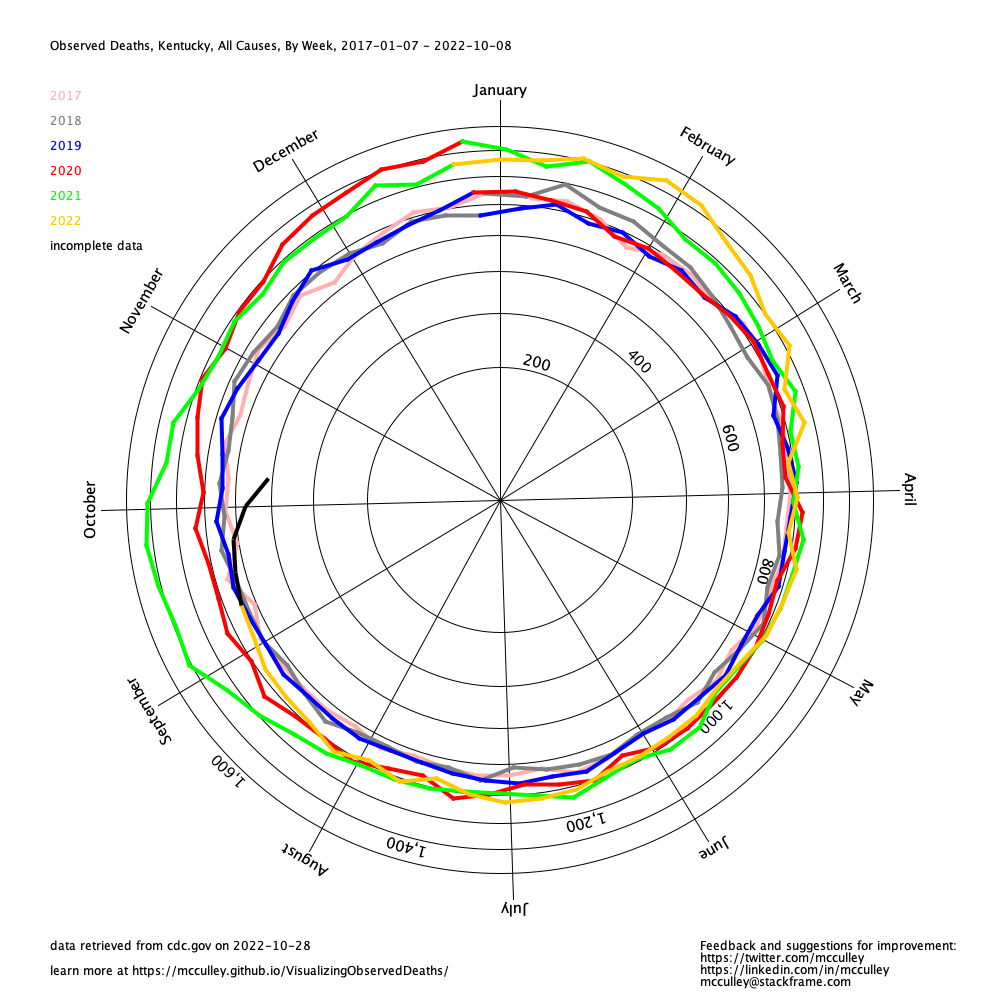 Observed Deaths, Kentucky, All Causes, By Week, 2017-01-07 - 2022-10-08
2017
2018
2019
2020
2021
2022
incomplete data
January
February
March
April
May
June
July
August
September
October
November
December
200
400
600
800
1,000
1,200
1,400
1,600
data retrieved from cdc.gov on 2022-10-28
learn more at https://mcculley.github.io/VisualizingObservedDeaths/
Feedback and suggestions for improvement:
https://twitter.com/mcculley
https://linkedin.com/in/mcculley
mcculley@stackframe.com